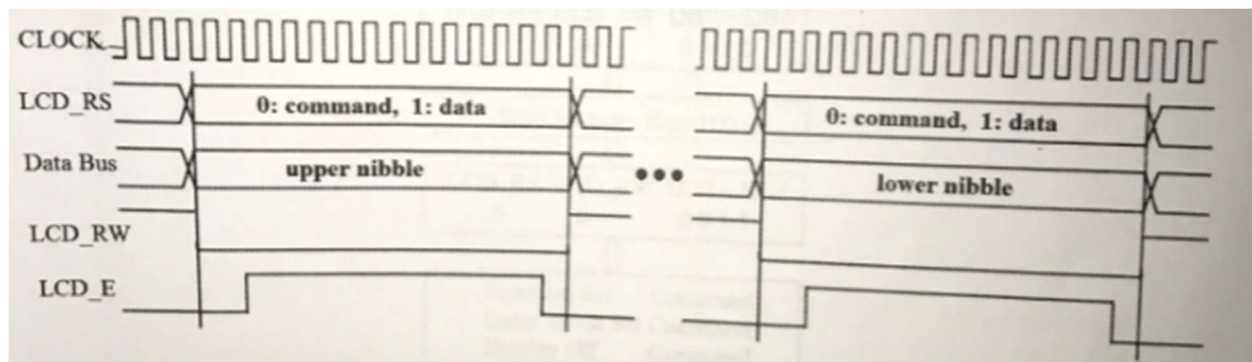 CLOCK
LCD_RS 0: command, 1: data 0: command, 1: data
Data Bus upper nibble ••• lower nibble
LCD_RW
LCD_E